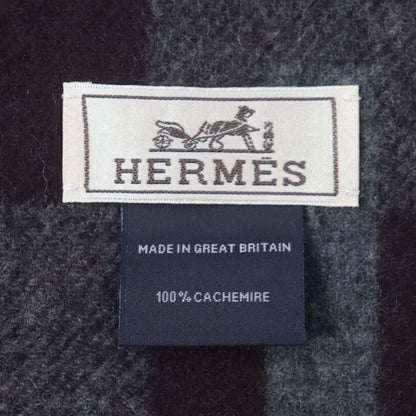 HERMÈS
MADE IN GREAT BRITAIN
100% CACHEMIRE